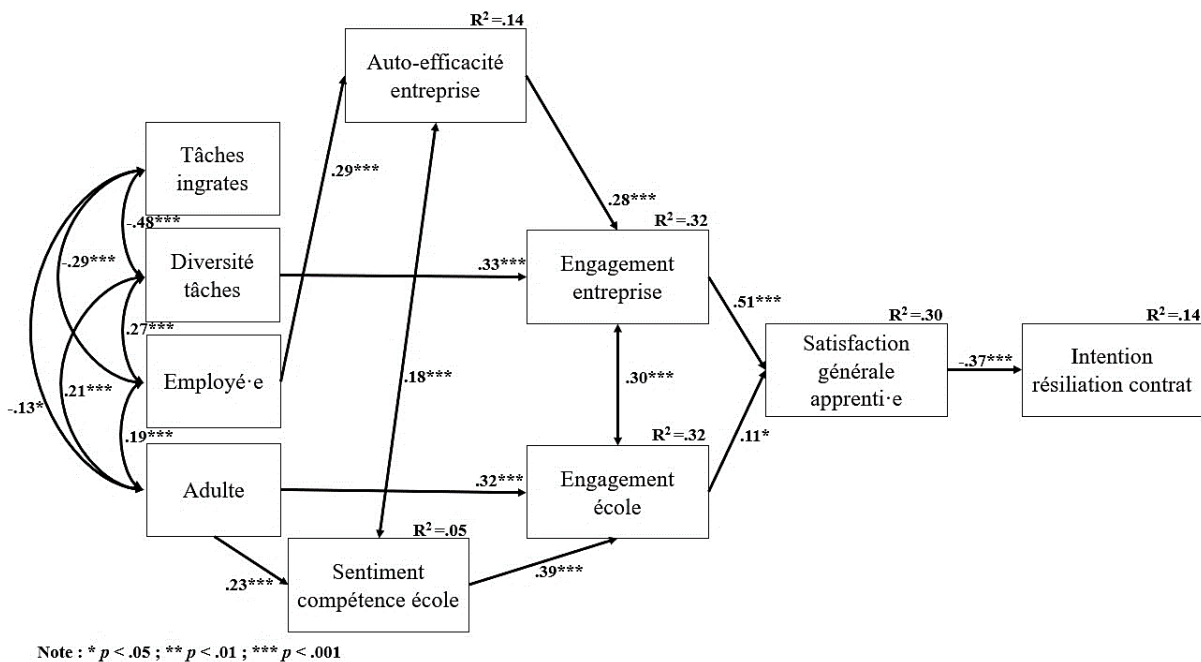 R² =.14
Auto-efficacité
entreprise
Tâches
ingrates
.29***
-.48***
.28***
R² =.32
-.29***
Diversité
tâches
.33***
Engagement
entreprise
.51***
.27***
R² =.30
R² =.14
Satisfaction
générale
apprenti·e
-.37***
Intention
résiliation contrat
Employé·e
.18***
.30***
-.13*
.21***
.19***
R² =.32
.11*
Adulte
.32***
Engagement
école
R² =.05
.23***
Sentiment
compétence école
.39***
Note : * p < .05 ; ** p < .01 ; *** p < .001